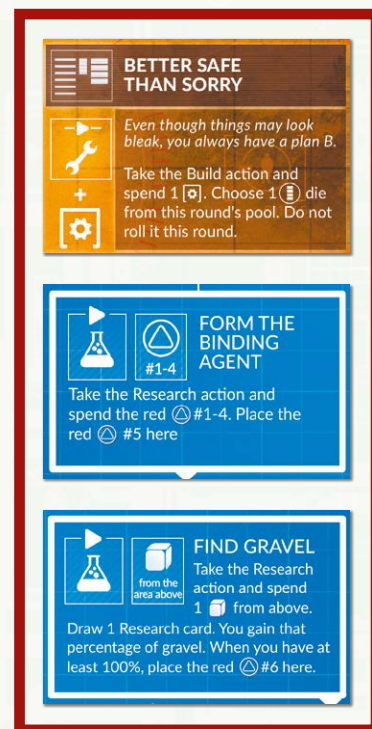 BETTER SAFE
THAN SORRY
Even though things may look
bleak, you always have a plan B.
Take the Build action and
spend 1 [⚙]. Choose 1 die
from this round's pool. Do not
roll it this round.
+
FORM THE
BINDING
AGENT
#1-4
Take the Research action and
spend the red #1-4. Place the
red #5 here
FIND GRAVEL
Take the Research
action and spend
1 from above.
from the
area above
Draw 1 Research card. You gain that
percentage of gravel. When you have at
least 100%, place the red #6 here.